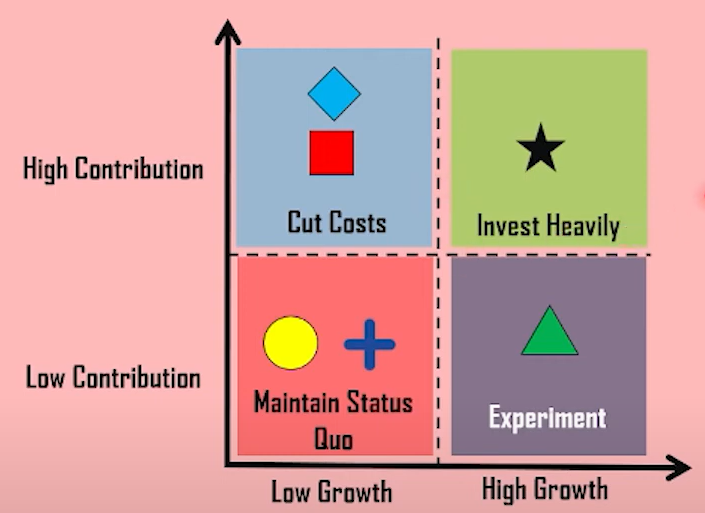 High Contribution
Cut Costs
Invest Heavily
Low Contribution
Maintain Status
Quo
Experiment
Low Growth
High Growth